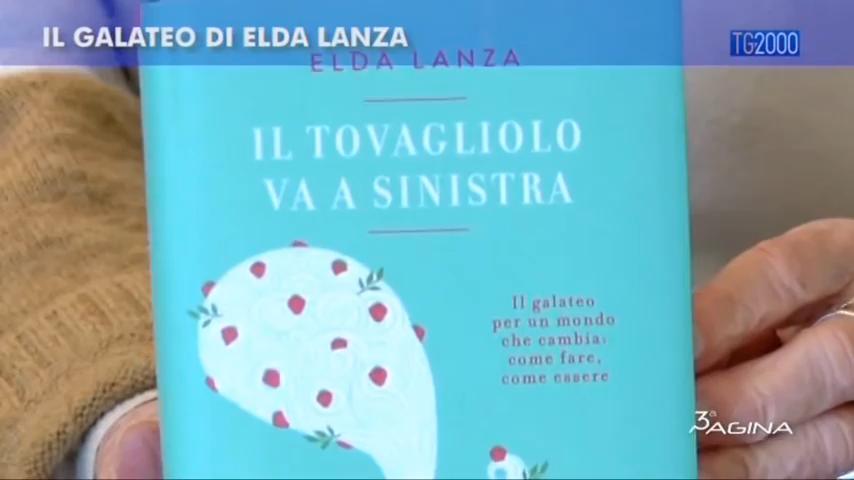 IL GALATEO DI ELDA LANZA
TG2000
ELDA LANZA
IL TOVAGLIOLO
VA A SINISTRA
Il galateo
per un mondo
che cambia:
come fare,
come essere
3a PAGINA